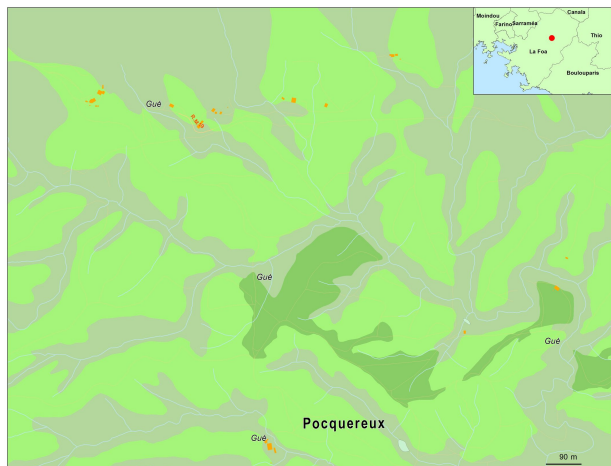 Moindou
Canala
Farino
Sarraméa
Thio
La Foa
Boulouparis
Gué
Gué
Gué
Pocquereux
Gué
90 m